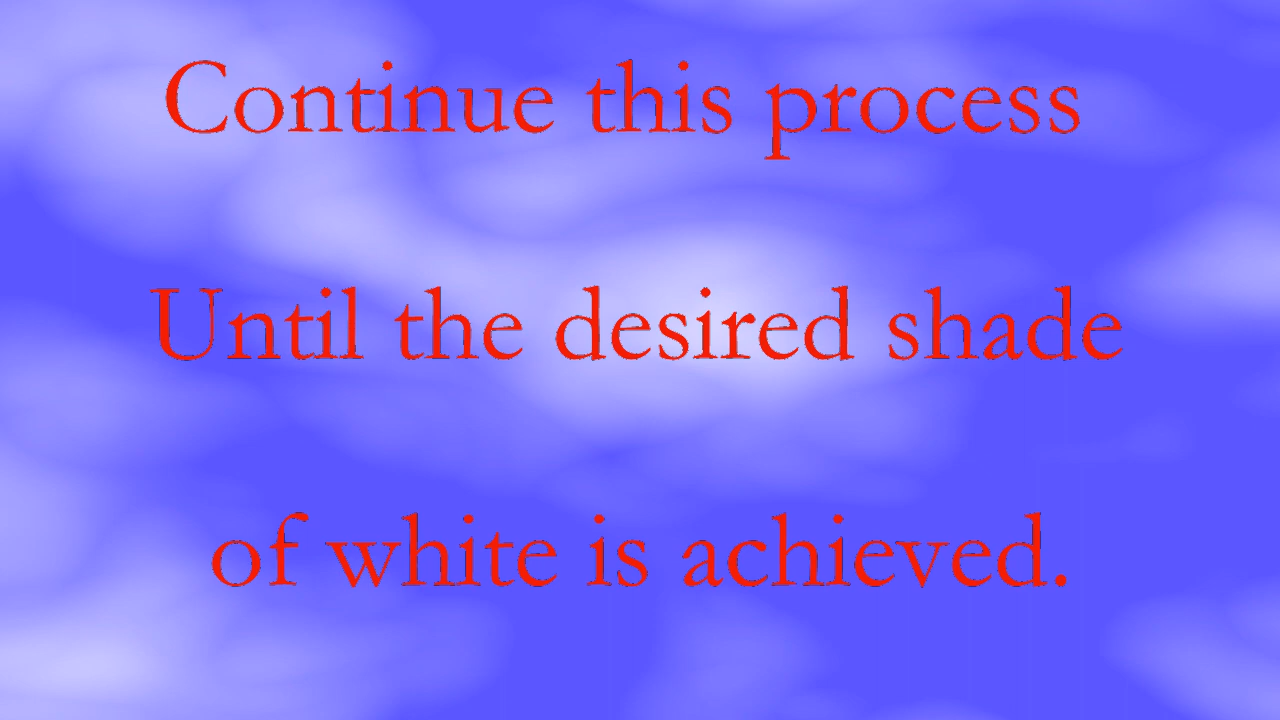 Continue this process
Until the desired shade
of white is achieved.